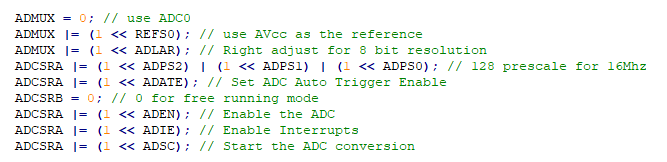 ADMUX = 0; // use ADC0
ADMUX |= (1 << REFS0); // use AVcc as the reference
ADMUX |= (1 << ADLAR); // Right adjust for 8 bit resolution
ADCSRA |= (1 << ADPS2) | (1 << ADPS1) | (1 << ADPS0); // 128 prescale for 16Mhz
ADCSRA |= (1 << ADATE); // Set ADC Auto Trigger Enable
ADCSRB = 0; // 0 for free running mode
ADCSRA |= (1 << ADEN); // Enable the ADC
ADCSRA |= (1 << ADIE); // Enable Interrupts
ADCSRA |= (1 << ADSC); // Start the ADC conversion